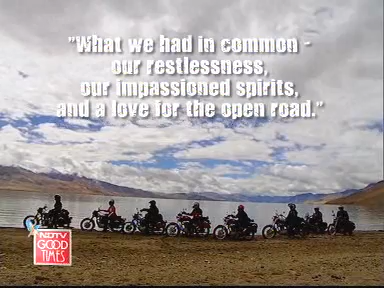 "What we had in common -
our restlessness,
our impassioned spirits,
and a love for the open road."
NDTV
GOOD
TIMES